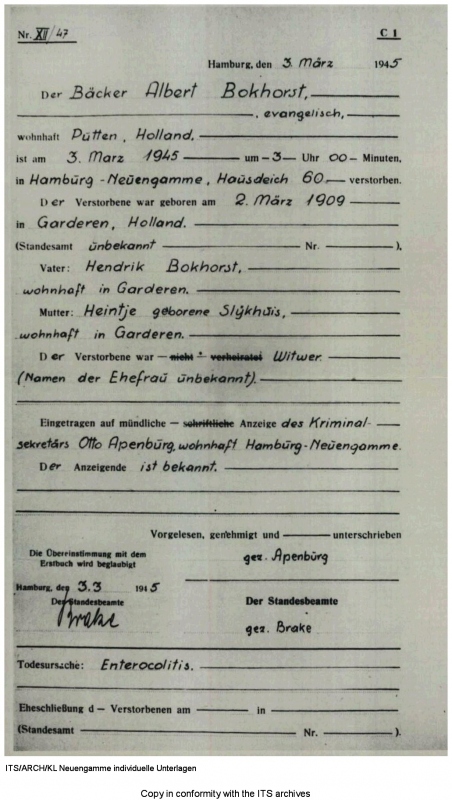 Nr. XII/47 C 1
Hamburg, den 3. März 1945
Der Bäcker Albert Bokhorst,
, evangelisch,
wohnhaft Putten, Holland.
ist am 3. März 1945 um 3 Uhr 00 Minuten,
in Hamburg-Neuengamme, Hausdeich 60 verstorben.
Der Verstorbene war geboren am 2. März 1909
in Garderen, Holland.
(Standesamt unbekannt Nr. ).
Vater: Hendrik Bokhorst,
wohnhaft in Garderen.
Mutter: Heintje geborene Slijkhuis,
wohnhaft in Garderen.
Der Verstorbene war — nicht — verheiratet Witwer.
(Namen der Ehefrau unbekannt).
Eingetragen auf mündliche — schriftliche Anzeige des Kriminal-
sekretärs Otto Apenburg, wohnhaft Hamburg-Neuengamme.
Der Anzeigende ist bekannt.
Vorgelesen, genehmigt und unterschrieben
Die Übereinstimmung mit dem
Erstbuch wird beglaubigt
gez. Apenburg
Hamburg, den 3.3 1945
Der Standesbeamte
Der Standesbeamte
Brake
gez. Brake
Todesursache: Enterocolitis.
Eheschließung d — Verstorbenen am in
(Standesamt Nr. ).
ITS/ARCH/KL Neuengamme individuelle Unterlagen
Copy in conformity with the ITS archives